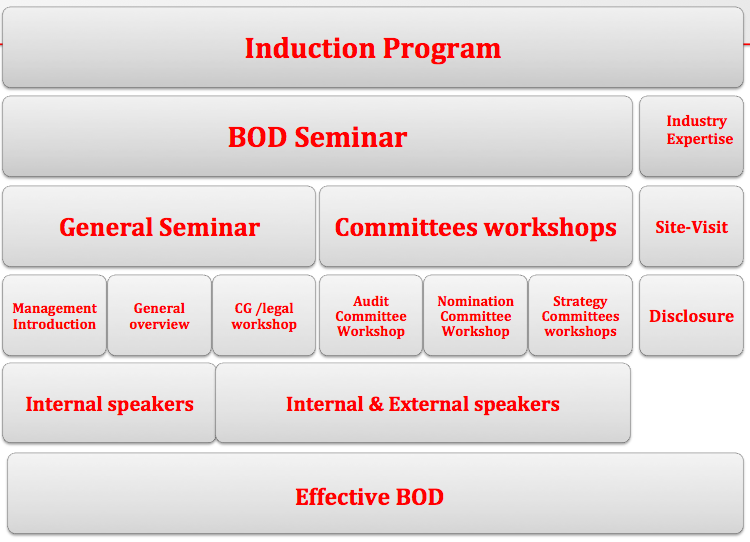 Induction Program
BOD Seminar
Industry
Expertise
General Seminar
Committees workshops
Site-Visit
Management
Introduction
General
overview
CG /legal
workshop
Audit
Committee
Workshop
Nomination
Committee
Workshop
Strategy
Committees
workshops
Disclosure
Internal speakers
Internal & External speakers
Effective BOD